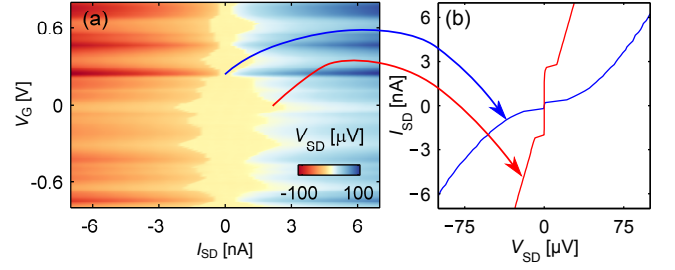 (a)
(b)
V_G [V]
0.6
0
-0.6
V_SD [μV]
-100 100
-7 -3 0 3 6
I_SD [nA]
I_SD [nA]
6
3
0
-3
-6
-75 0 75
V_SD [μV]